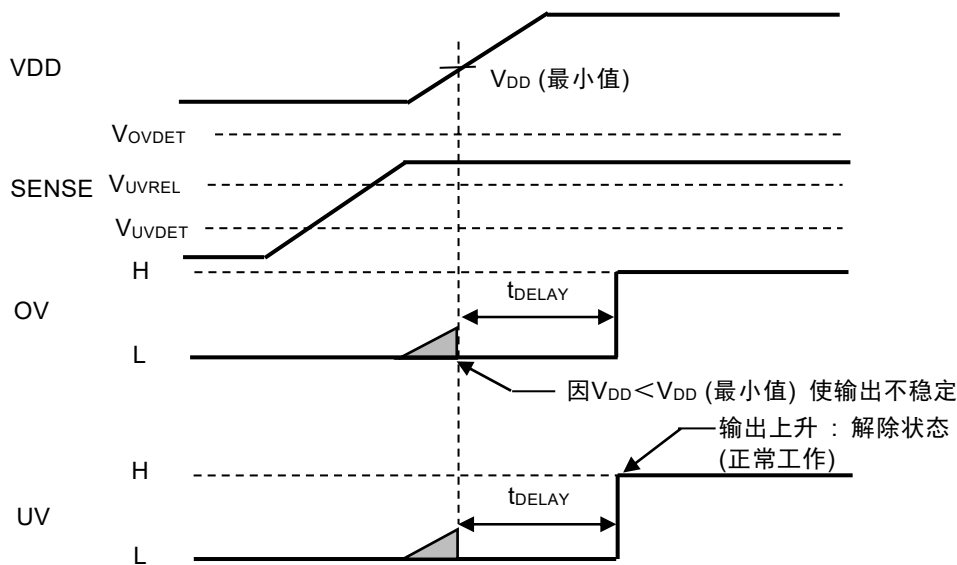 VDD
VDD (最小值)
VOVDET
SENSE
VUVREL
VUVDET
H
OV
tDELAY
L
因VDD＜VDD (最小值) 使输出不稳定
输出上升：解除状态
(正常工作)
H
UV
tDELAY
L